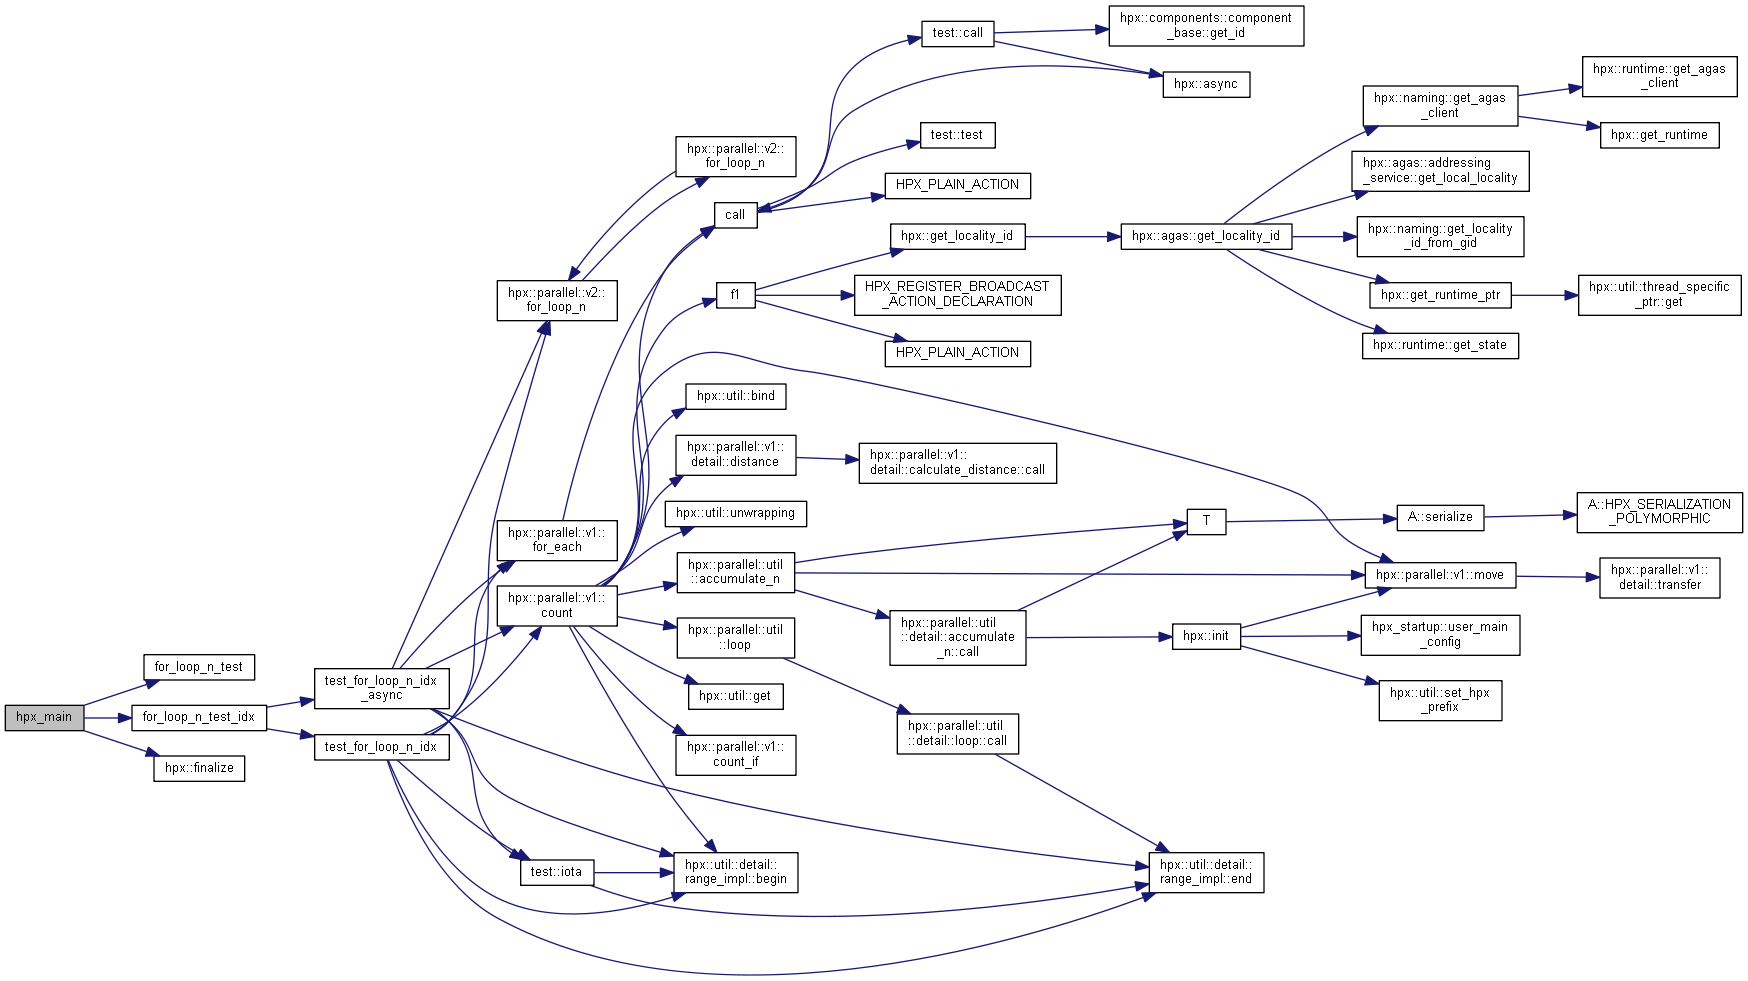 hpx_main
for_loop_n_test
for_loop_n_test_idx
hpx::finalize
test_for_loop_n_idx
_async
test_for_loop_n_idx
hpx::parallel::v2::
for_loop_n
hpx::parallel::v1::
for_each
hpx::parallel::v1::
count
test::iota
hpx::parallel::v2::
for_loop_n
call
f1
hpx::util::bind
hpx::parallel::v1::
detail::distance
hpx::util::unwrapping
hpx::parallel::util
::accumulate_n
hpx::parallel::util
::loop
hpx::util::get
hpx::parallel::v1::
count_if
hpx::util::detail::
range_impl::begin
test::call
test::test
HPX_PLAIN_ACTION
hpx::get_locality_id
HPX_REGISTER_BROADCAST
_ACTION_DECLARATION
HPX_PLAIN_ACTION
hpx::parallel::v1::
detail::calculate_distance::call
hpx::parallel::util
::detail::accumulate
_n::call
hpx::parallel::util
::detail::loop::call
hpx::components::component
_base::get_id
hpx::async
hpx::agas::get_locality_id
T
hpx::init
hpx::util::detail::
range_impl::end
hpx::naming::get_agas
_client
hpx::agas::addressing
_service::get_local_locality
hpx::naming::get_locality
_id_from_gid
hpx::get_runtime_ptr
hpx::runtime::get_state
A::serialize
hpx::parallel::v1::move
hpx_startup::user_main
_config
hpx::util::set_hpx
_prefix
hpx::runtime::get_agas
_client
hpx::get_runtime
hpx::util::thread_specific
_ptr::get
A::HPX_SERIALIZATION
_POLYMORPHIC
hpx::parallel::v1::
detail::transfer